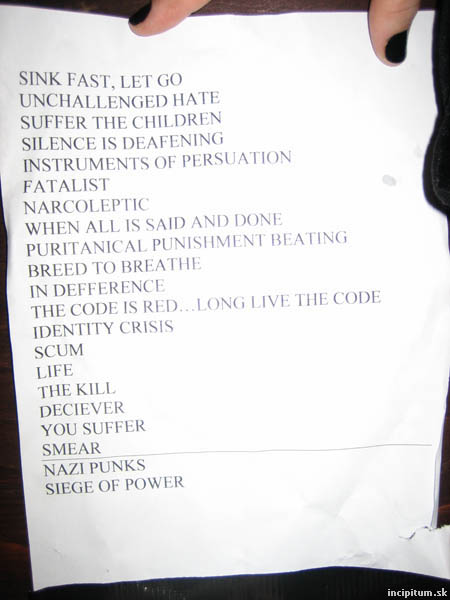 SINK FAST, LET GO
UNCHALLENGED HATE
SUFFER THE CHILDREN
SILENCE IS DEAFENING
INSTRUMENTS OF PERSUATION
FATALIST
NARCOLEPTIC
WHEN ALL IS SAID AND DONE
PURITANICAL PUNISHMENT BEATING
BREED TO BREATHE
IN DEFFERENCE
THE CODE IS RED...LONG LIVE THE CODE
IDENTITY CRISIS
SCUM
LIFE
THE KILL
DECIEVER
YOU SUFFER
SMEAR
NAZI PUNKS
SIEGE OF POWER
incipitum.sk